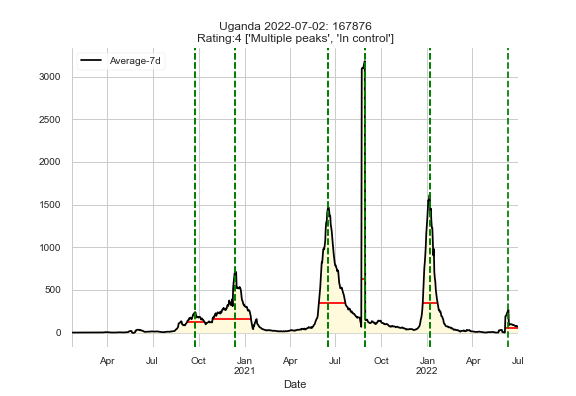 Uganda 2022-07-02: 167876
Rating:4 ['Multiple peaks', 'In control']
Average-7d
3000
2500
2000
1500
1000
500
0
Apr Jul Oct Jan Apr Jul Oct Jan Apr Jul
2021 2022
Date